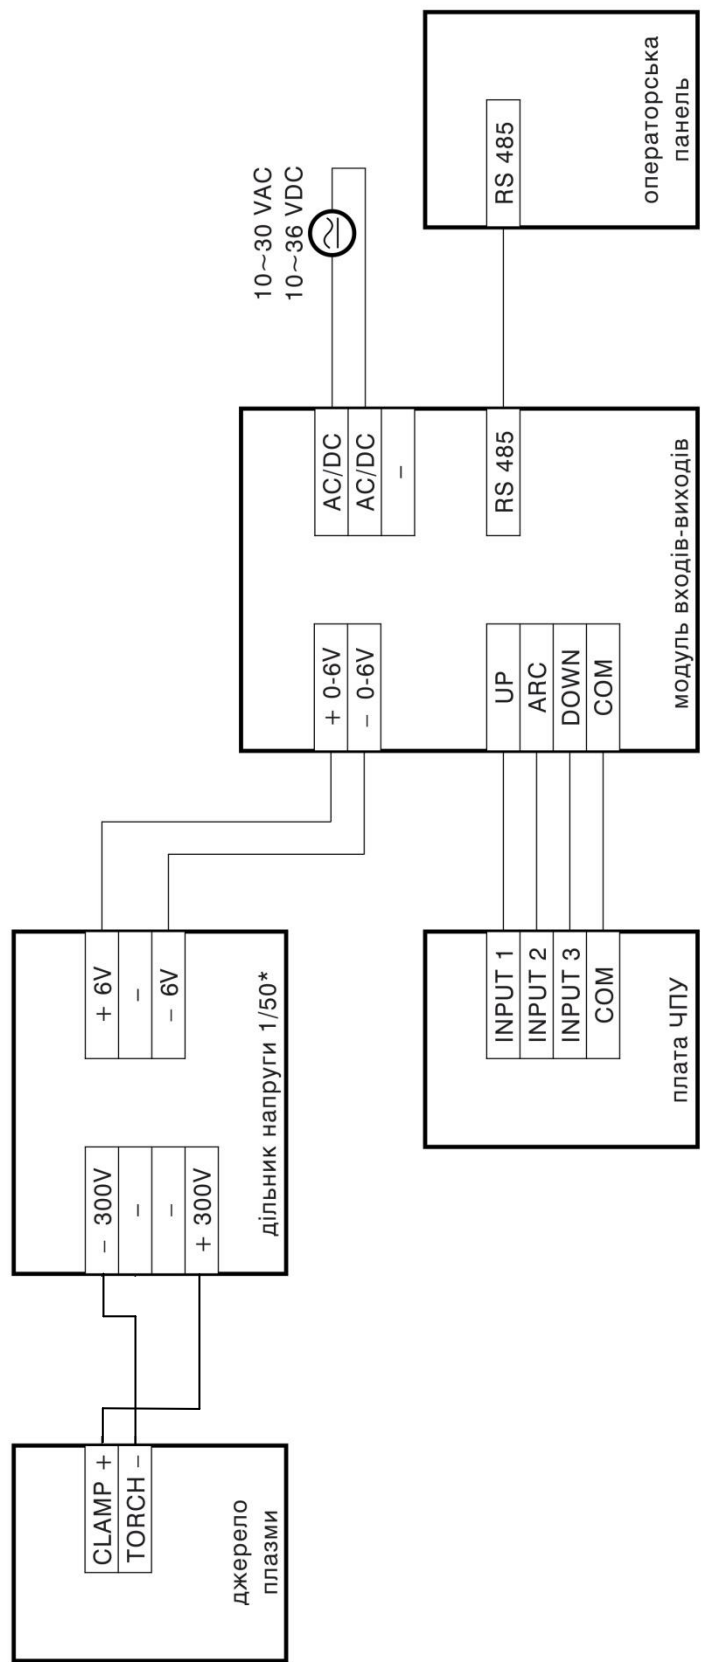 джерело
плазми
CLAMP +
TORCH –
дільник напруги 1/50*
– 300V
–
–
+ 300V
+ 6V
–
– 6V
плата ЧПУ
INPUT 1
INPUT 2
INPUT 3
COM
модуль входів-виходів
+ 0-6V
– 0-6V
UP
ARC
DOWN
COM
AC/DC
AC/DC
–
RS 485
10~30 VAC
10~36 VDC
операторська
панель
RS 485